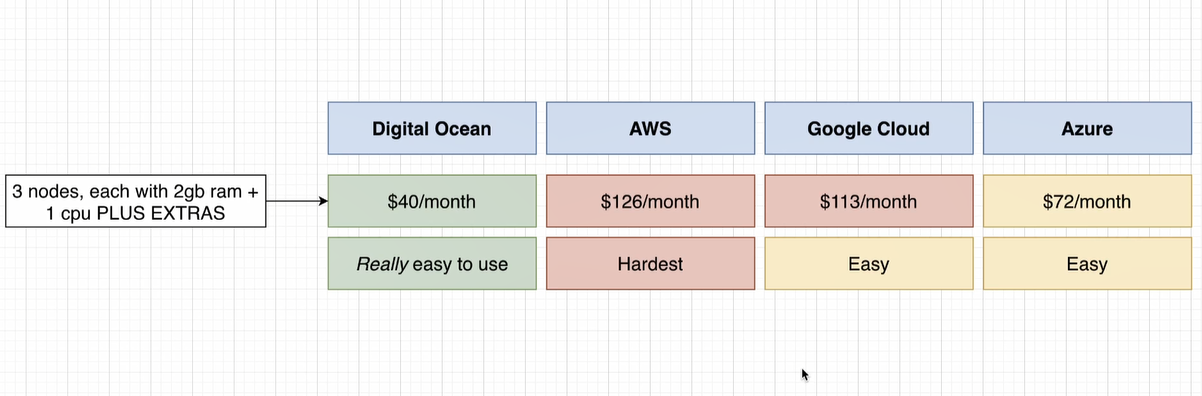 Digital Ocean
AWS
Google Cloud
Azure
3 nodes, each with 2gb ram +
1 cpu PLUS EXTRAS
$40/month
$126/month
$113/month
$72/month
Really easy to use
Hardest
Easy
Easy